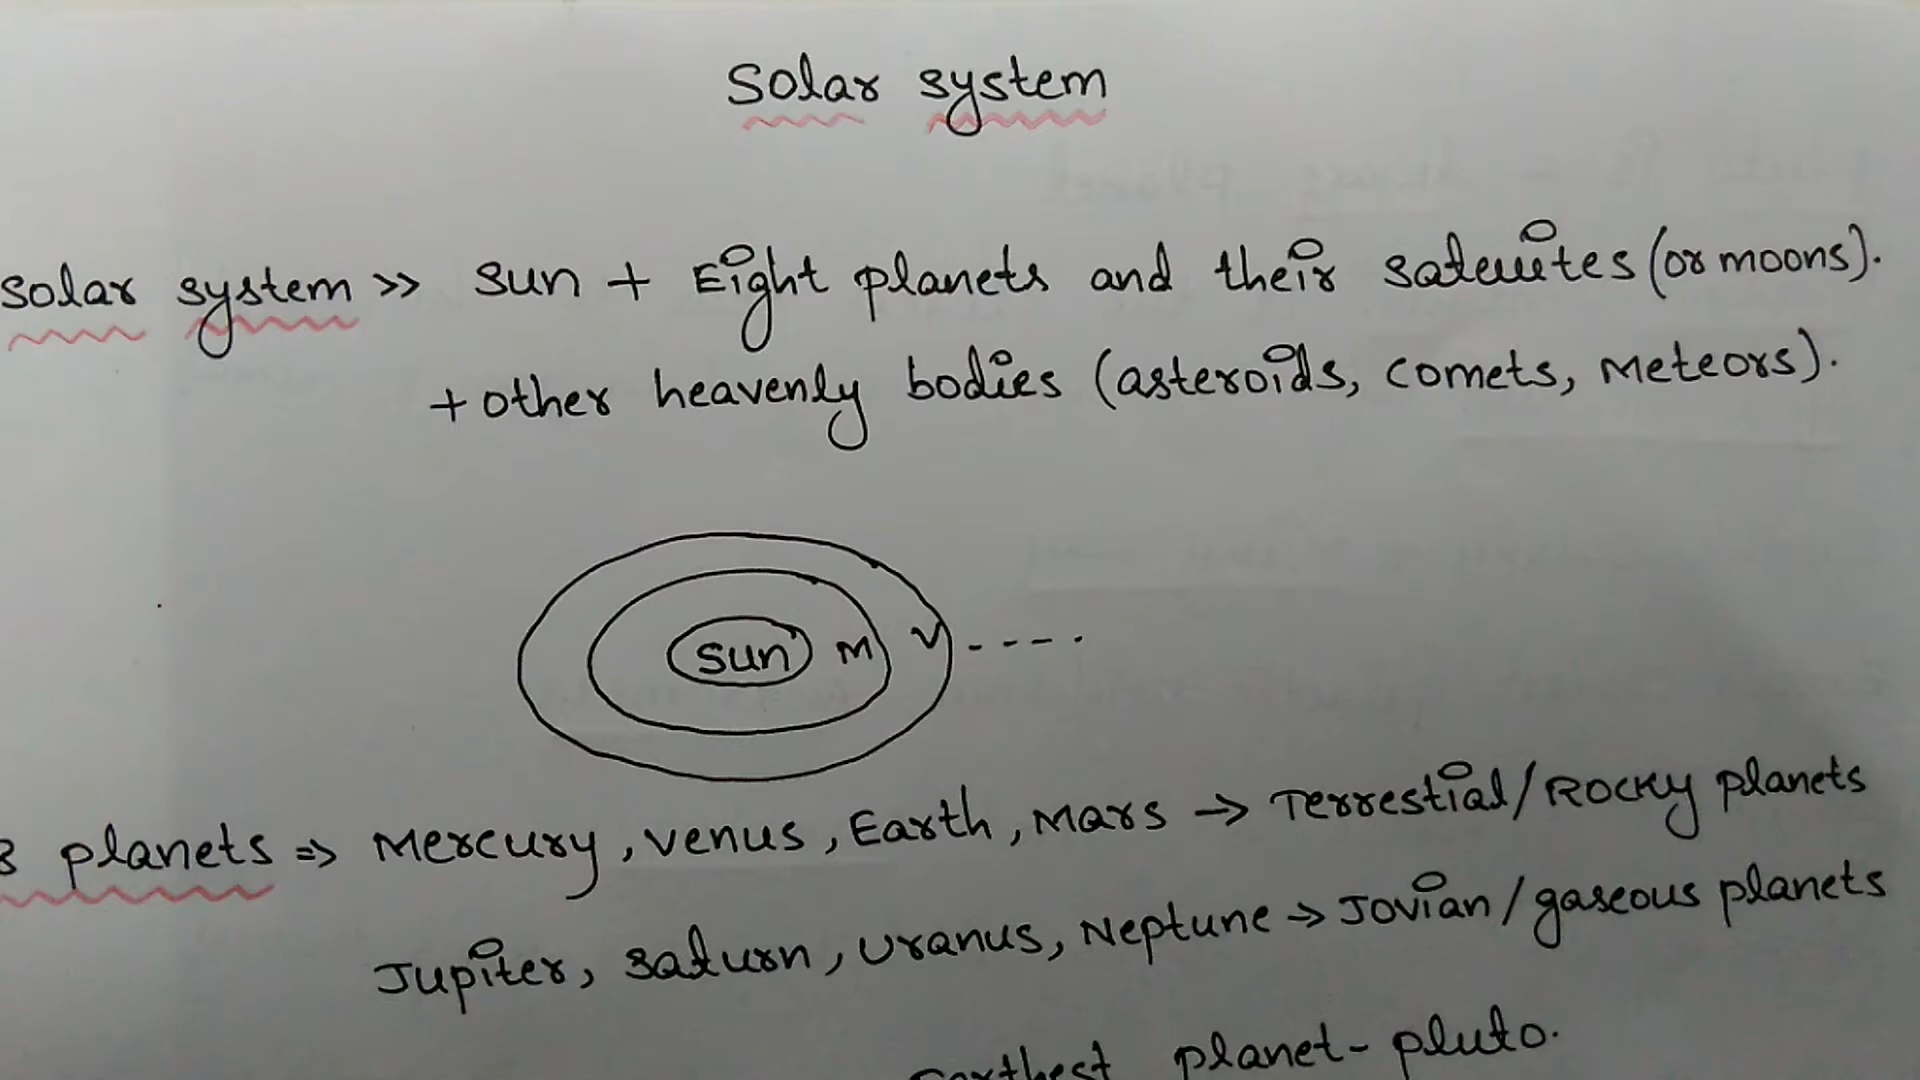 Solar system
Solar system >> Sun + Eight planets and their satellites (or moons).
+ other heavenly bodies (asteroids, comets, Meteors).
Sun M V - - - - .
8 planets => Mercury, Venus, Earth, Mars → Terrestial/Rocky planets
Jupiter, Saturn, Uranus, Neptune → Jovian/gaseous planets
planet - pluto.